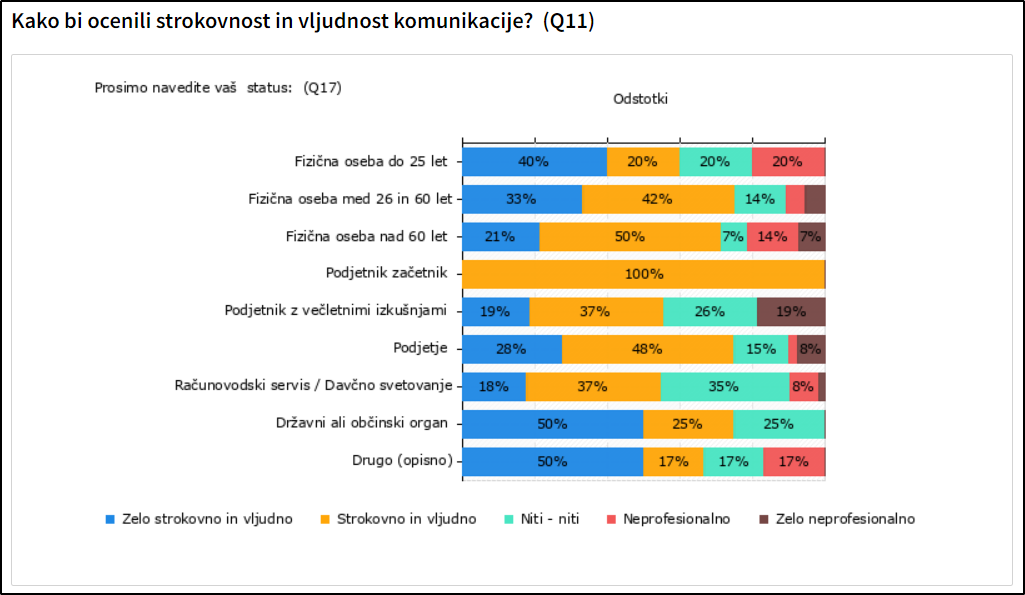 Kako bi ocenili strokovnost in vljudnost komunikacije? (Q11)
Prosimo navedite vaš status: (Q17)
Odstotki
Fizična oseba do 25 let 40% 20% 20% 20%
Fizična oseba med 26 in 60 let 33% 42% 14%
Fizična oseba nad 60 let 21% 50% 7% 14% 7%
Podjetnik začetnik 100%
Podjetnik z večletnimi izkušnjami 19% 37% 26% 19%
Podjetje 28% 48% 15% 8%
Računovodski servis / Davčno svetovanje 18% 37% 35% 8%
Državni ali občinski organ 50% 25% 25%
Drugo (opisno) 50% 17% 17% 17%
Zelo strokovno in vljudno Strokovno in vljudno Niti - niti Neprofesionalno Zelo neprofesionalno